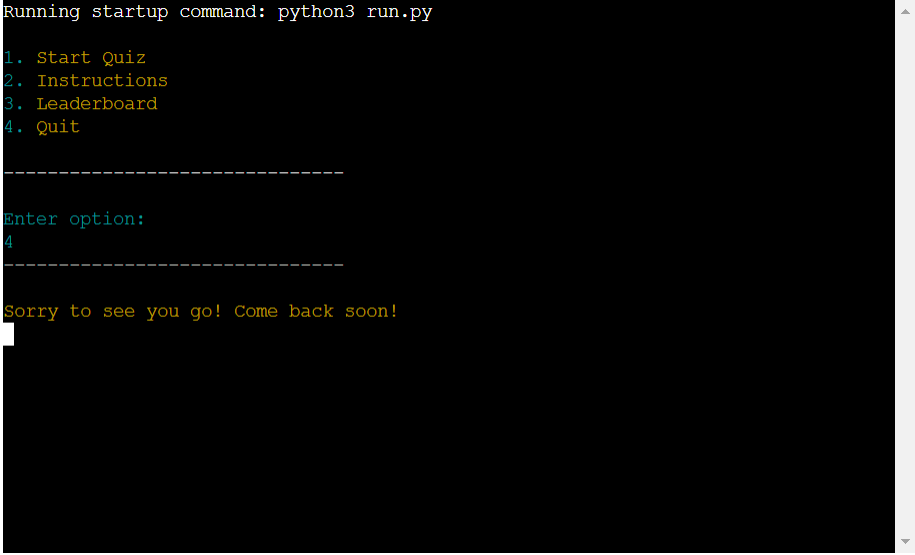 Running startup command: python3 run.py
1. Start Quiz
2. Instructions
3. Leaderboard
4. Quit
-------------------------------
Enter option:
4
-------------------------------
Sorry to see you go! Come back soon!